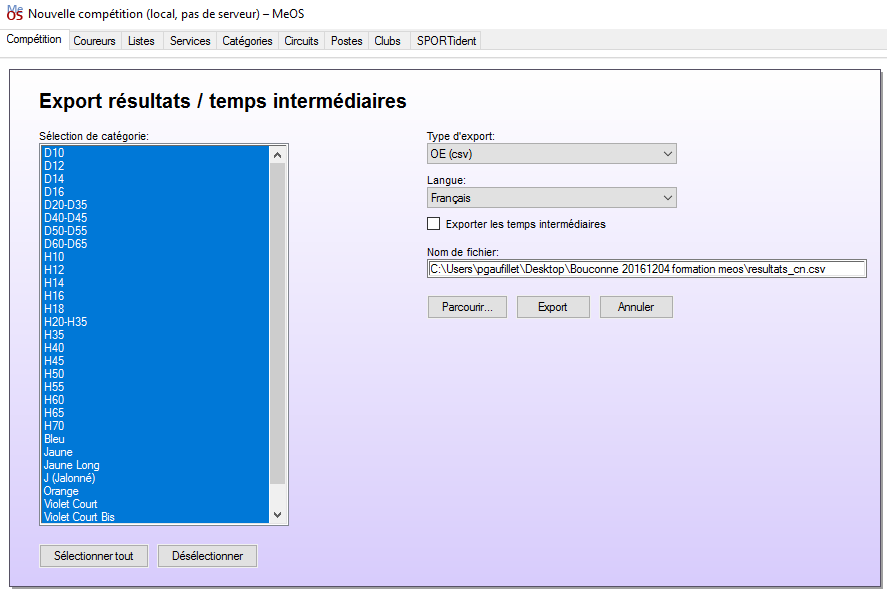 MeOS Nouvelle compétition (local, pas de serveur) – MeOS
Compétition Coureurs Listes Services Catégories Circuits Postes Clubs SPORTident
Export résultats / temps intermédiaires
Sélection de catégorie:
D10
D12
D14
D16
D20-D35
D40-D45
D50-D55
D60-D65
H10
H12
H14
H16
H18
H20-H35
H35
H40
H45
H50
H55
H60
H65
H70
Bleu
Jaune
Jaune Long
J (Jalonné)
Orange
Violet Court
Violet Court Bis
Sélectionner tout Désélectionner
Type d'export:
OE (csv)
Langue:
Français
Exporter les temps intermédiaires
Nom de fichier:
C:\Users\pgaufillet\Desktop\Bouconne 20161204 formation meos\resultats_cn.csv
Parcourir... Export Annuler